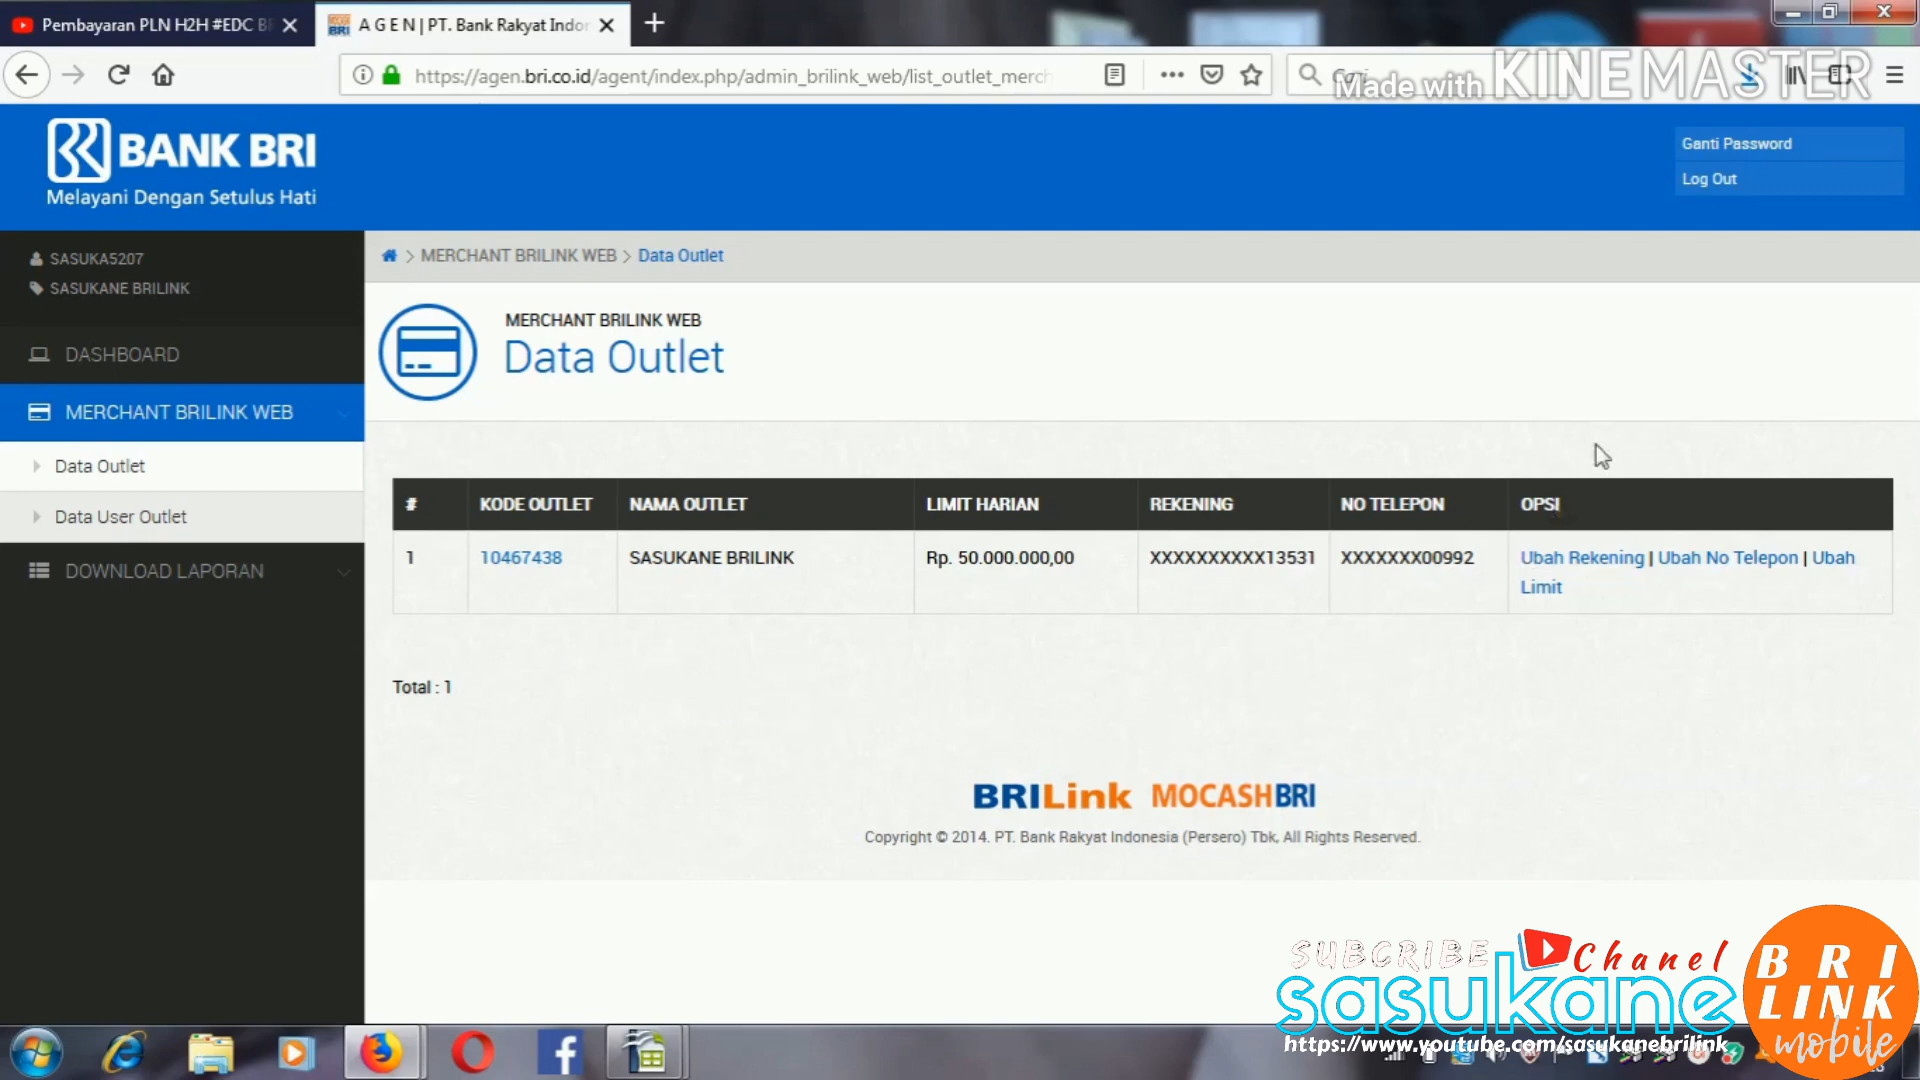 Pembayaran PLN H2H #EDC BR
A G E N | PT. Bank Rakyat Indon
https://agen.bri.co.id/agent/index.php/admin_brilink_web/list_outlet_merch
Cari
Made with KINEMASTER
BANK BRI
Melayani Dengan Setulus Hati
Ganti Password
Log Out
SASUKA5207
SASUKANE BRILINK
DASHBOARD
MERCHANT BRILINK WEB
Data Outlet
Data User Outlet
DOWNLOAD LAPORAN
> MERCHANT BRILINK WEB > Data Outlet
MERCHANT BRILINK WEB
Data Outlet
# KODE OUTLET NAMA OUTLET LIMIT HARIAN REKENING NO TELEPON OPSI
1 10467438 SASUKANE BRILINK Rp. 50.000.000,00 XXXXXXXXXX13531 XXXXXXX00992 Ubah Rekening | Ubah No Telepon | Ubah
Limit
Total : 1
BRILink MOCASHBRI
Copyright © 2014. PT. Bank Rakyat Indonesia (Persero) Tbk, All Rights Reserved.
SUBCRIBE Chanel
sasukane
https://www.youtube.com/sasukanebrilink
BRI
LINK
mobile